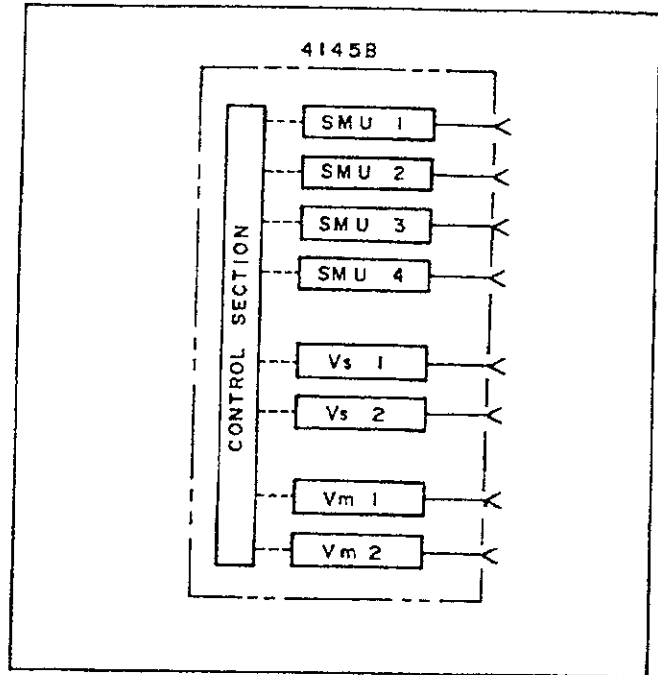 4145B
CONTROL SECTION
SMU 1
SMU 2
SMU 3
SMU 4
Vs 1
Vs 2
Vm 1
Vm 2